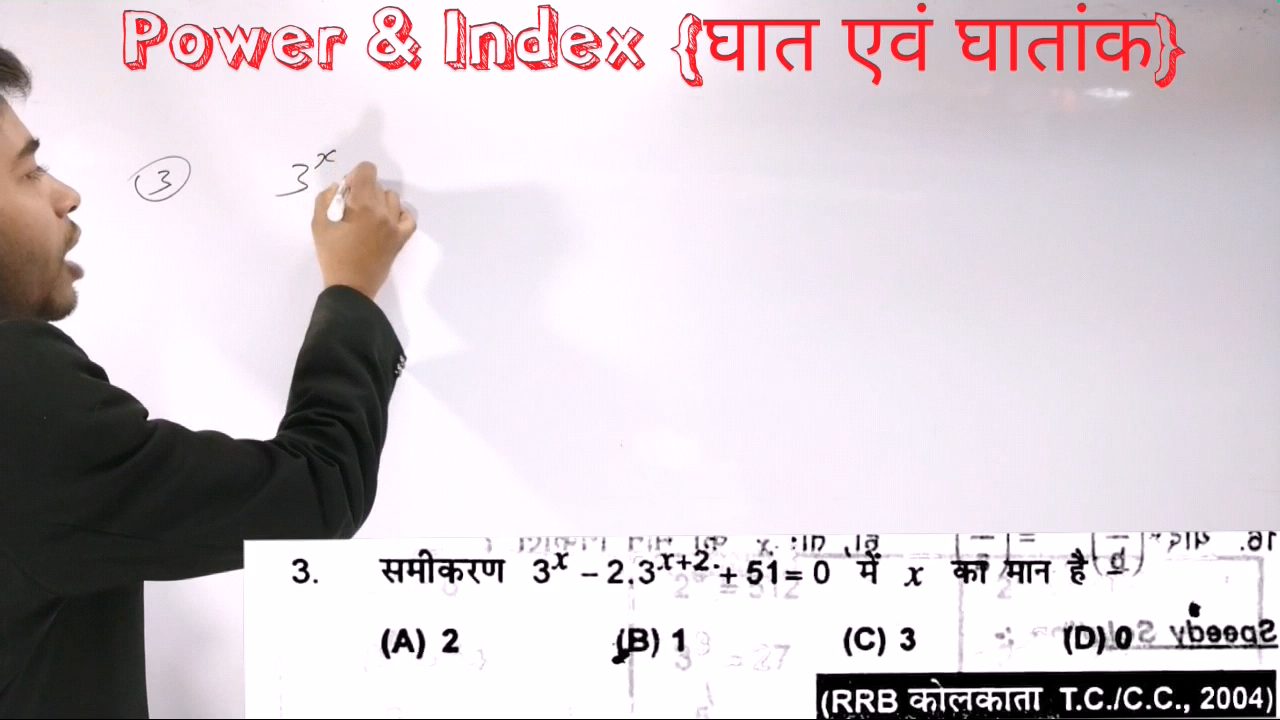 Power & Index {घात एवं घातांक}
3 3^x
3. समीकरण 3^x – 2.3^{x+2} + 51 = 0 में x का मान है –
(A) 2 (B) 1 (C) 3 (D) 0
(RRB कोलकाता T.C./C.C., 2004)